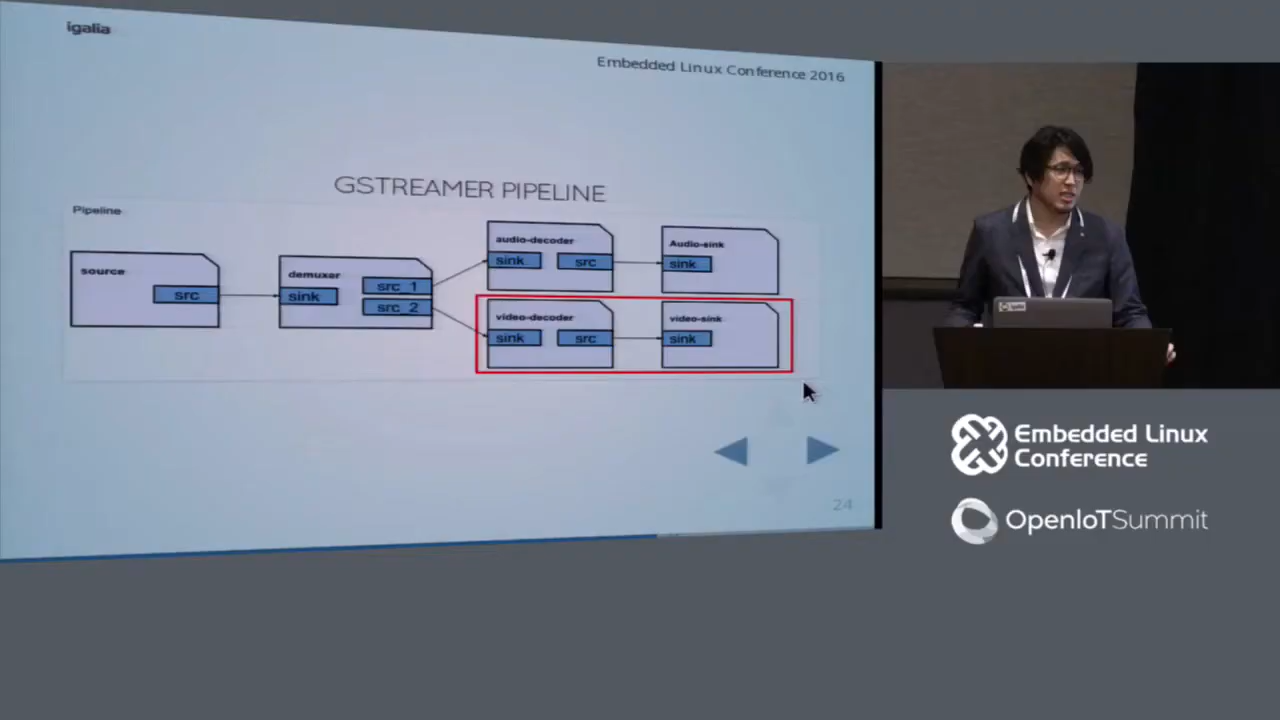 igalia
Embedded Linux Conference 2016
GSTREAMER PIPELINE
Pipeline
source
src
demuxer
sink
src_1
src_2
audio-decoder
sink
src
Audio-sink
sink
video-decoder
sink
src
video-sink
sink
24
Embedded Linux
Conference
OpenIoTSummit